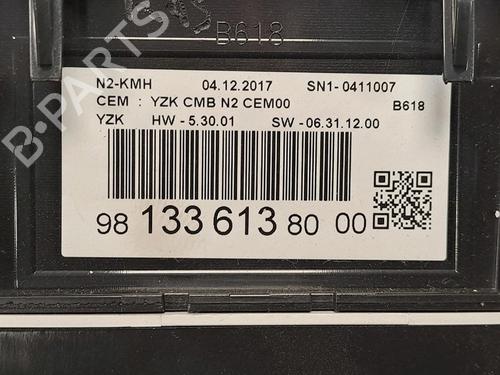 B618
N2-KMH 04.12.2017 SN1- 0411007
CEM : YZK CMB N2 CEM00 B618
YZK HW - 5.30.01 SW - 06.31.12.00
98 133 613 80 00
B-PARTS